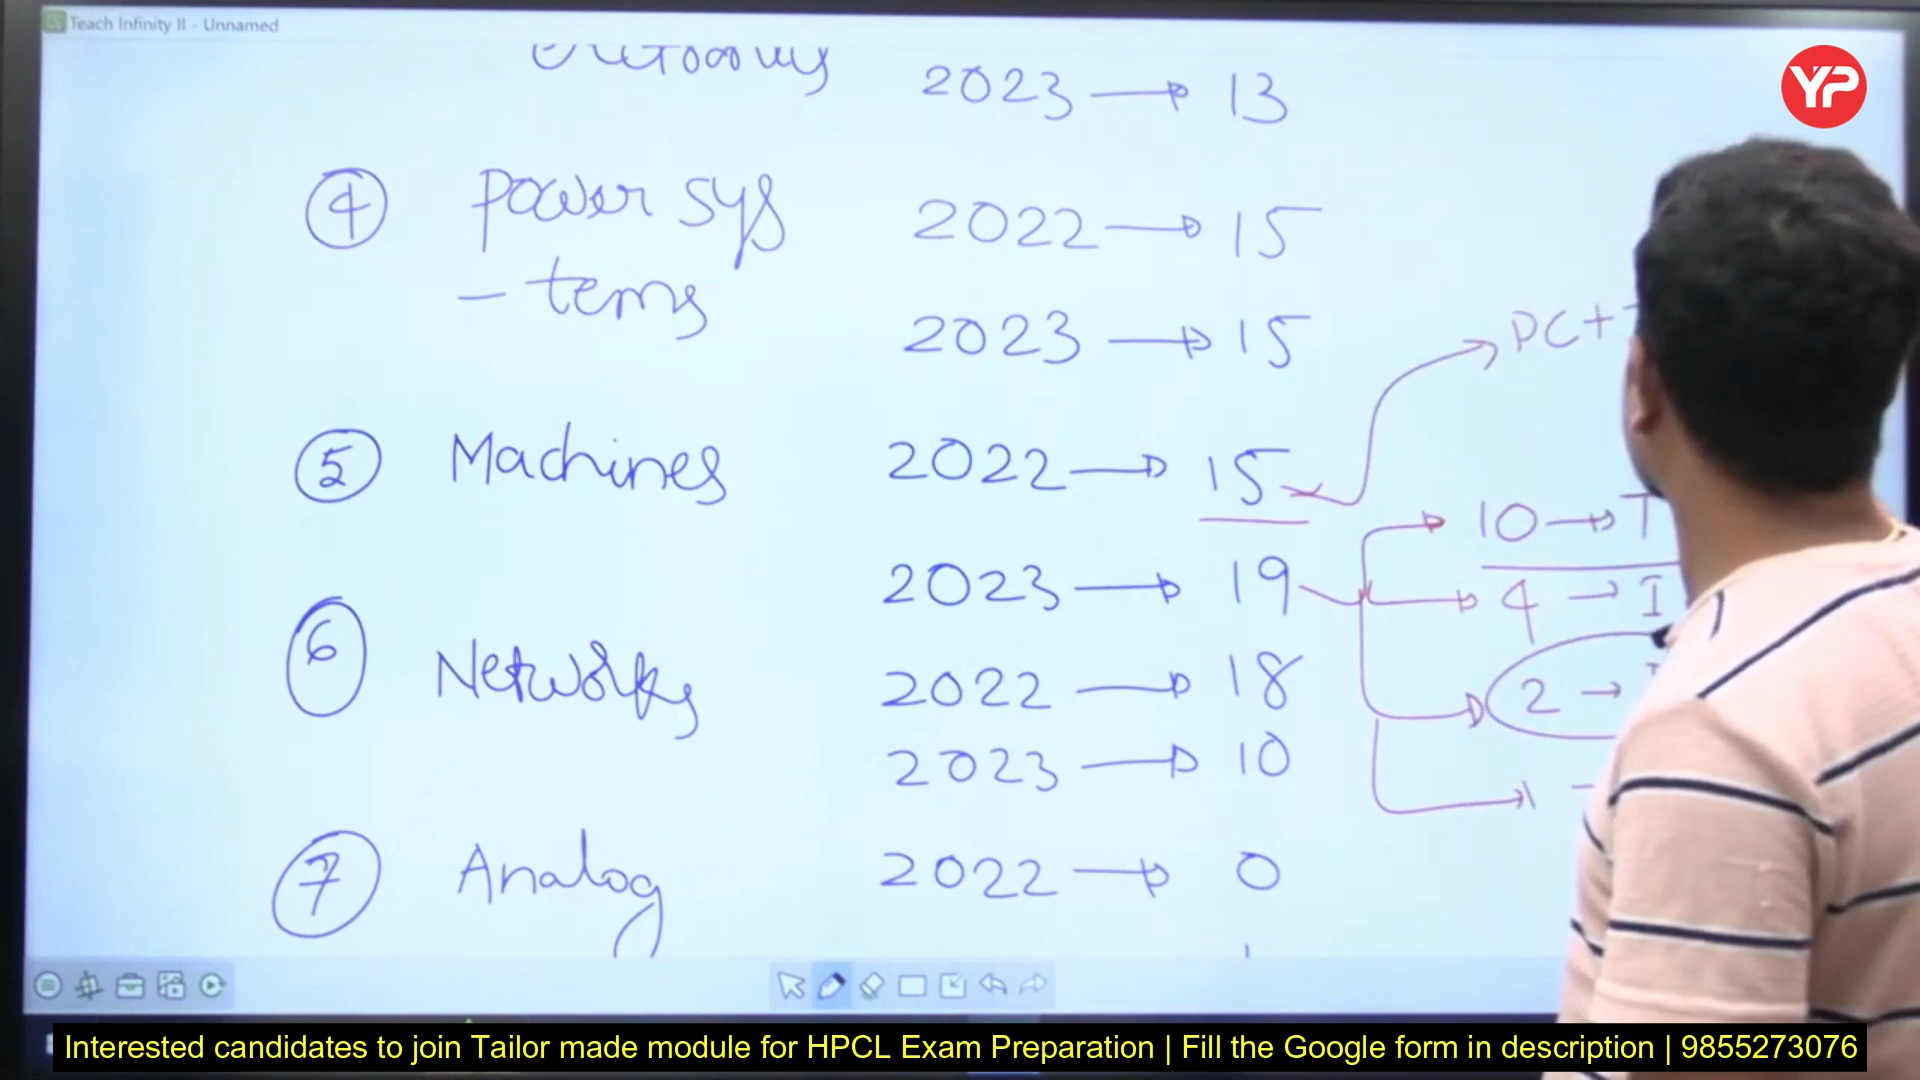 Teach Infinity II - Unnamed
YP
2023 → 13
④ Power sys
- tems
2022 → 15
2023 → 15
PC+
⑤ Machines
2022 → 15
10 → T
2023 → 19
4 → I
⑥ Networks
2022 → 18
2 →
2023 → 10
⑦ Analog
2022 → 0
Interested candidates to join Tailor made module for HPCL Exam Preparation | Fill the Google form in description | 9855273076